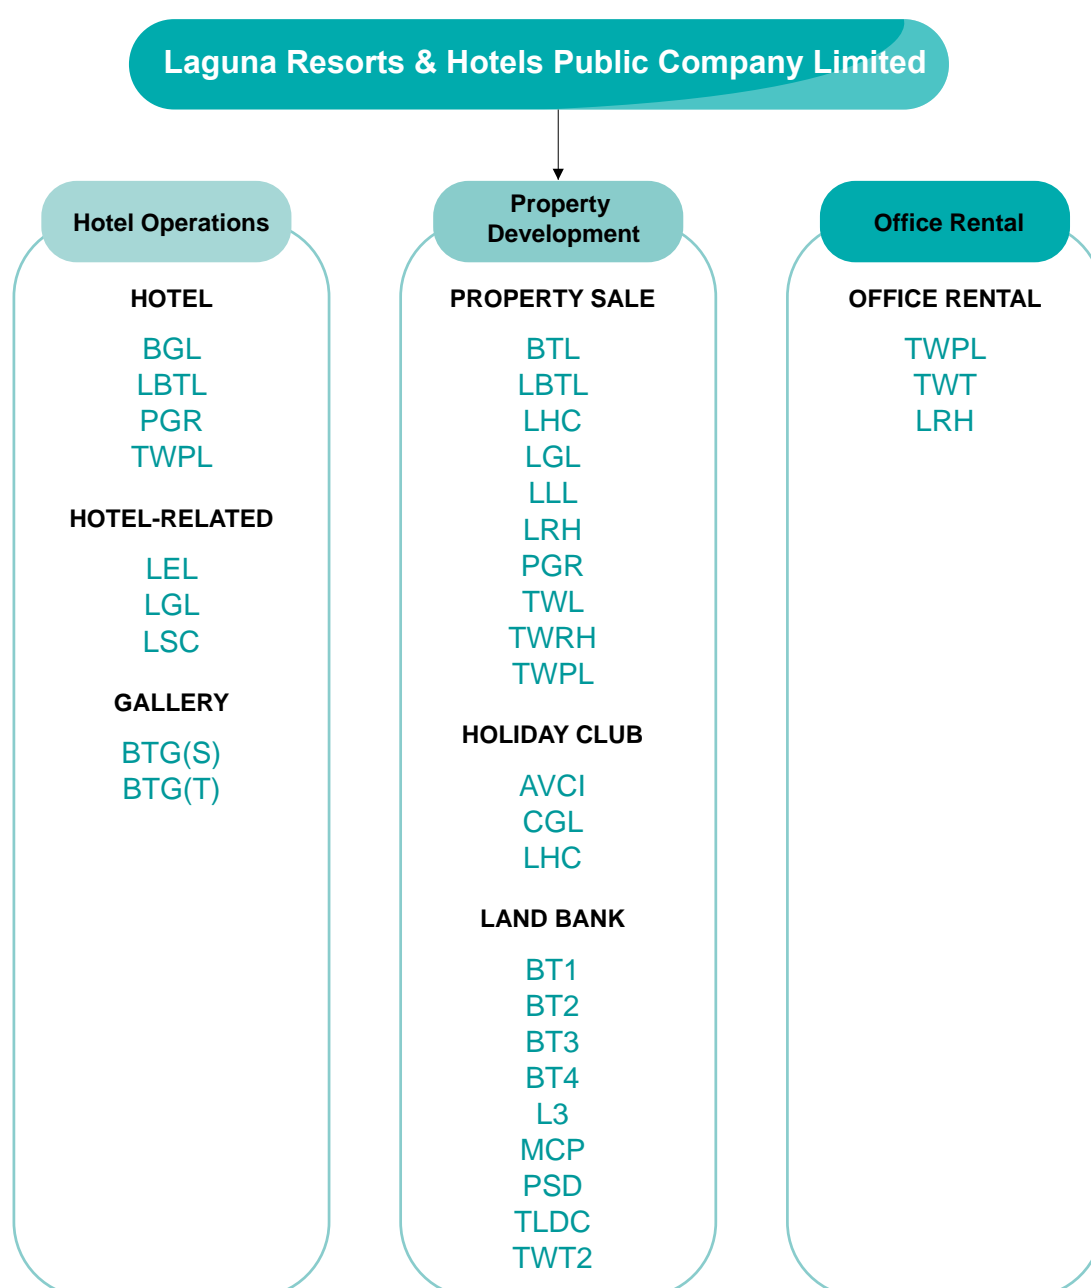 Laguna Resorts & Hotels Public Company Limited
Hotel Operations
HOTEL
BGL
LBTL
PGR
TWPL
HOTEL-RELATED
LEL
LGL
LSC
GALLERY
BTG(S)
BTG(T)
Property
Development
PROPERTY SALE
BTL
LBTL
LHC
LGL
LLL
LRH
PGR
TWL
TWRH
TWPL
HOLIDAY CLUB
AVCI
CGL
LHC
LAND BANK
BT1
BT2
BT3
BT4
L3
MCP
PSD
TLDC
TWT2
Office Rental
OFFICE RENTAL
TWPL
TWT
LRH